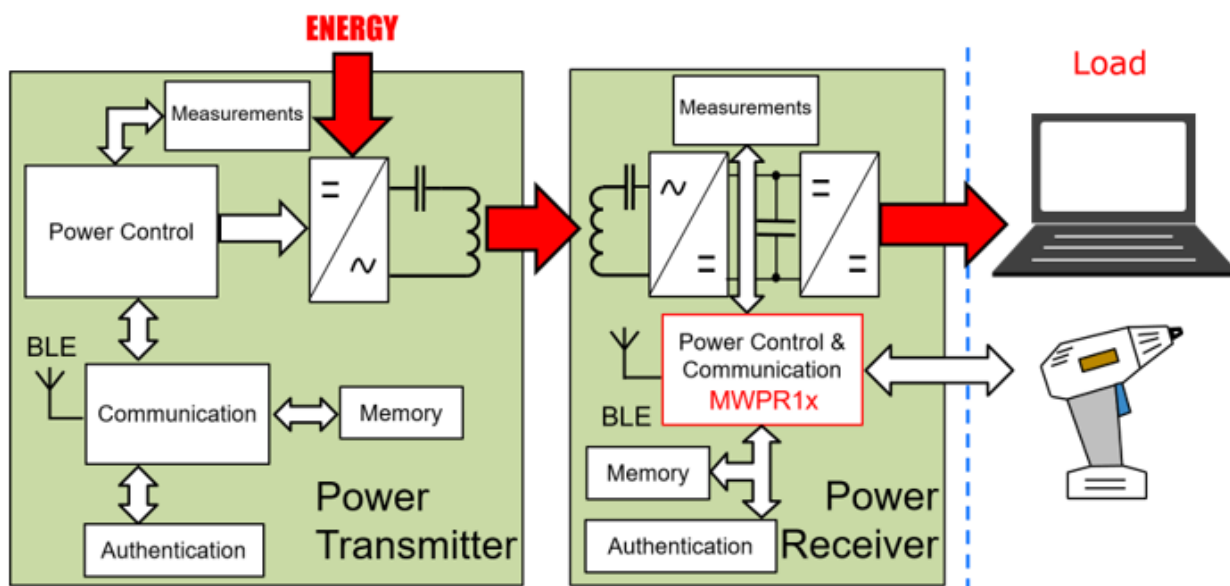 ENERGY
Measurements
Power Control
BLE
Communication
Memory
Authentication
Power
Transmitter
Measurements
Power Control &
Communication
MWPR1x
BLE
Memory
Authentication
Power
Receiver
Load